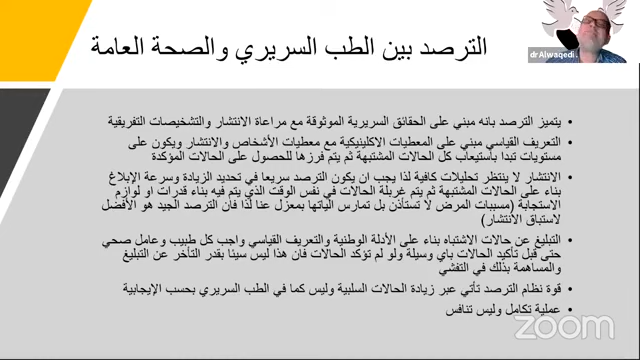 الترصد بين الطب السريري والصحة العامة
drAlwaqedi
يتميز الترصد بانه مبني على الحقائق السريرية الموثوقة مع مراعاة الانتشار والتشخيصات التفريقية
التعريف القياسي مبني على المعطيات الاكلينيكية مع معطيات الأشخاص والانتشار ويكون على
مستويات تبدا باستيعاب كل الحالات المشتبهة ثم يتم فرزها للحصول على الحالات المؤكدة
الانتشار لا ينتظر تحليلات كافية لذا يجب ان يكون الترصد سريعا في تحديد الزيادة وسرعة الإبلاغ
بناء على الحالات المشتبهة ثم يتم غربلة الحالات في نفس الوقت الذي يتم فيه بناء قدرات او لوازم
الاستجابة (مسببات المرض لا تستأذن بل تمارس الياتها بمعزل عنا لذا فان الترصد الجيد هو الأفضل
لاستباق الانتشار)
التبليغ عن حالات الاشتباه بناء على الأدلة الوطنية والتعريف القياسي واجب كل طبيب وعامل صحي
حتى قبل تأكيد الحالات باي وسيلة ولو لم تؤكد الحالات فان هذا ليس سيئا بقدر التأخر عن التبليغ
والمساهمة بذلك في التفشي
قوة نظام الترصد تأتي عبر زيادة الحالات السلبية وليس كما في الطب السريري بحسب الإيجابية
عملية تكامل وليس تنافس
zoom